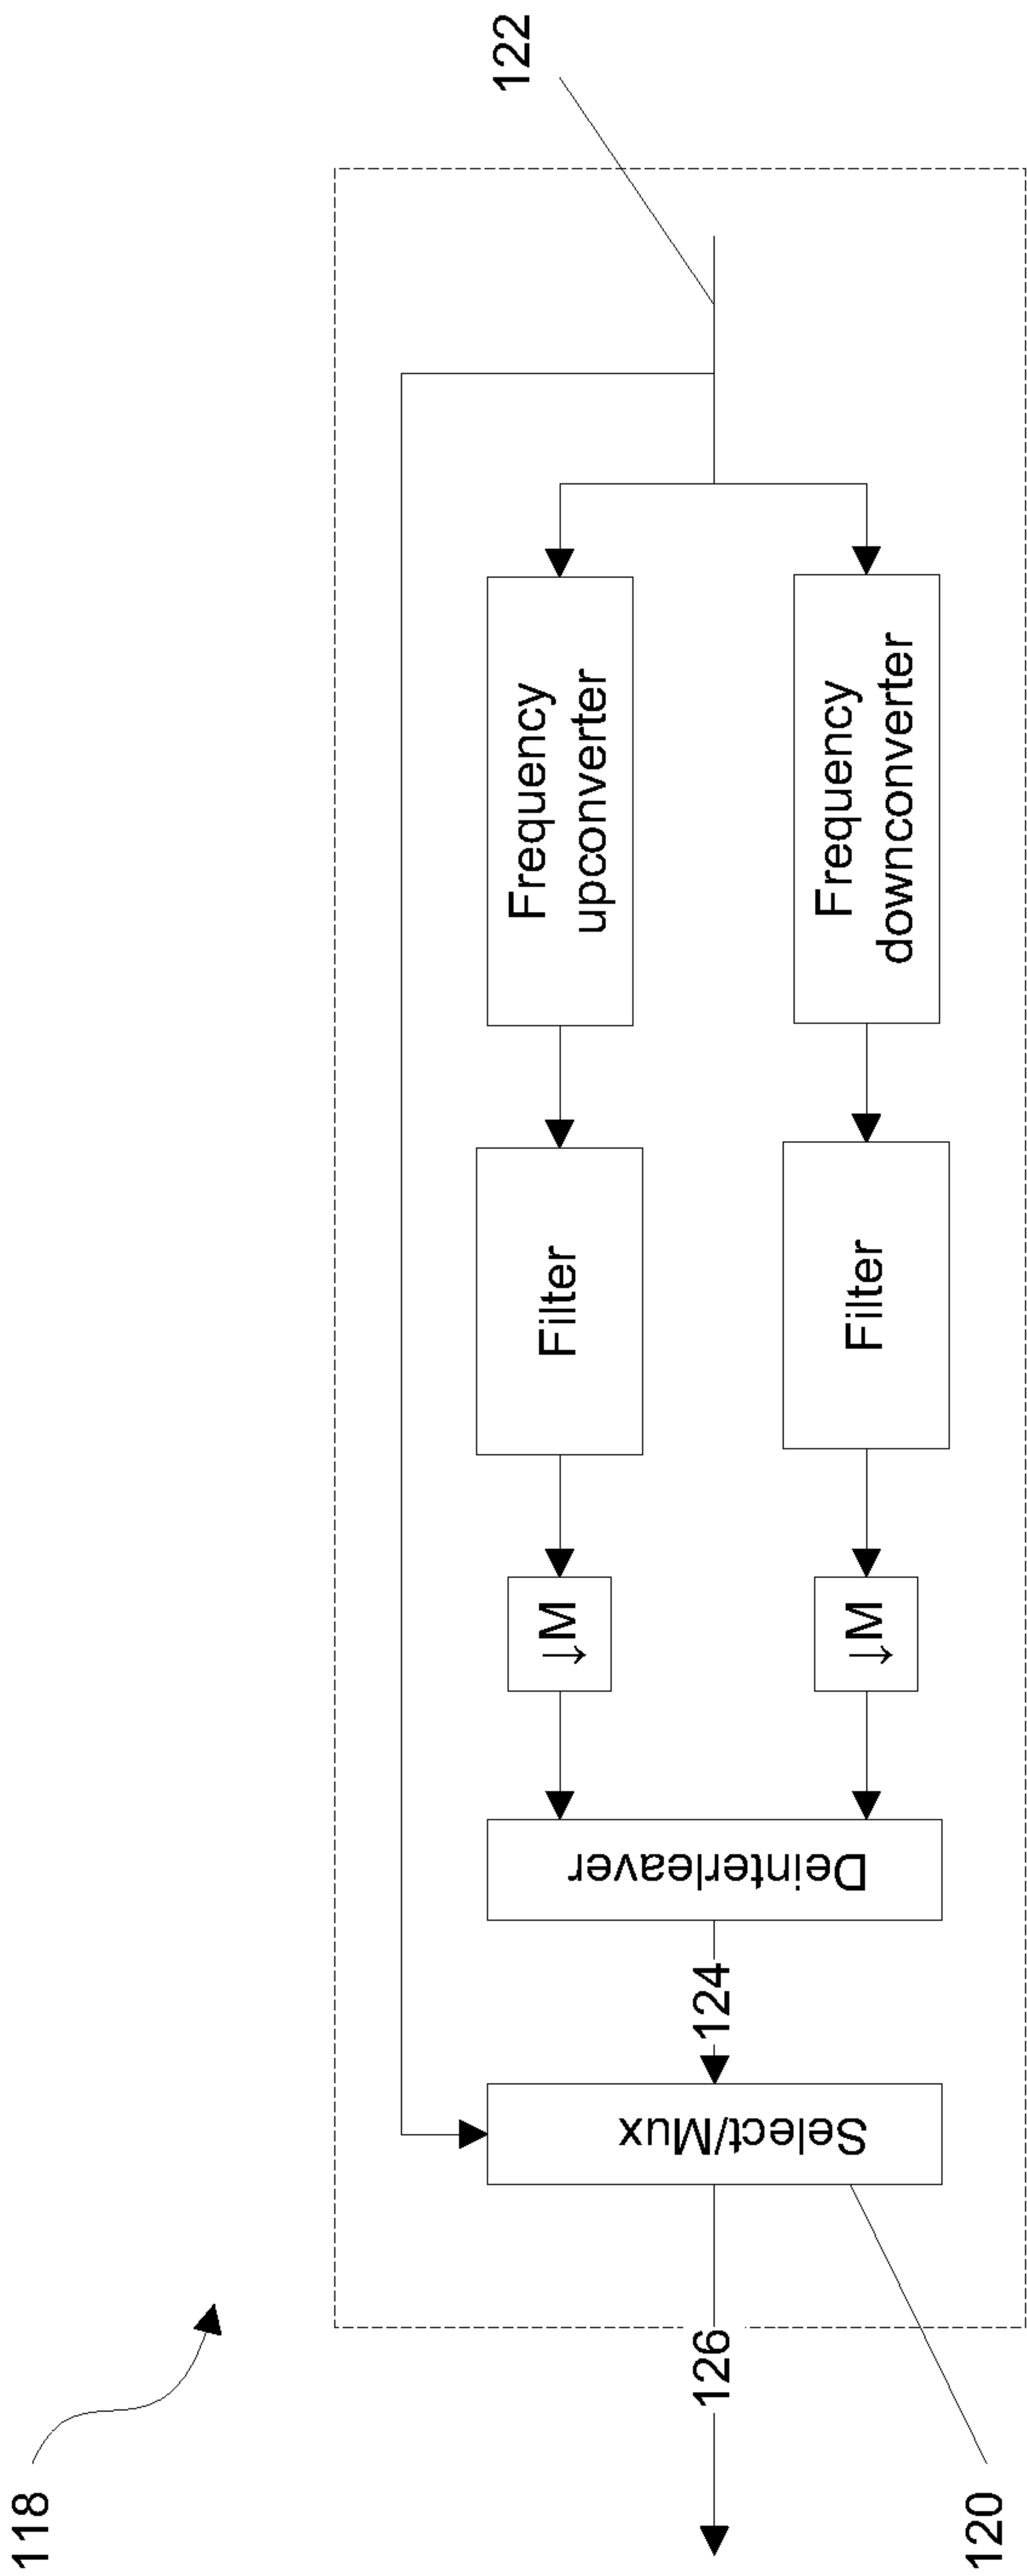 122
Frequency
upconverter
Frequency
downconverter
Filter
Filter
↓M
↓M
Deinterleaver
124
Select/Mux
126
118
120